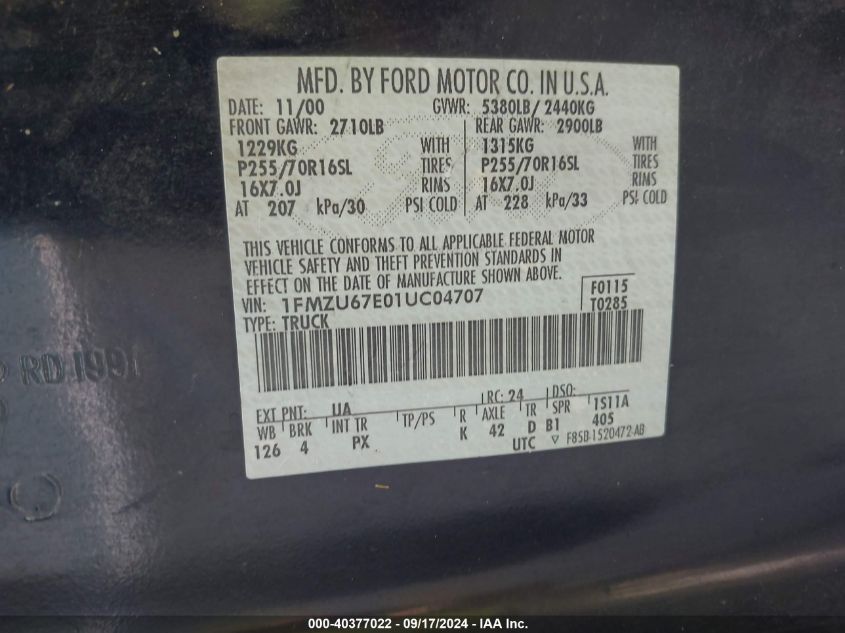 MFD. BY FORD MOTOR CO. IN U.S.A.
DATE: 11/00 GVWR: 5380LB/ 2440KG
FRONT GAWR: 2710LB REAR GAWR: 2900LB
1229KG WITH 1315KG WITH
P255/70R16SL TIRES P255/70R16SL TIRES
16X7.0J RIMS 16X7.0J RIMS
AT 207 kPa/30 PSI COLD AT 228 kPa/33 PSI COLD
THIS VEHICLE CONFORMS TO ALL APPLICABLE FEDERAL MOTOR
VEHICLE SAFETY AND THEFT PREVENTION STANDARDS IN
EFFECT ON THE DATE OF MANUFACTURE SHOWN ABOVE.
VIN: 1FMZU67E01UC04707 F0115
TYPE: TRUCK T0285
EXT PNT: UA RC: 24 DSO:
WB BRK INT TR TP/PS R AXLE TR SPR 1S11A
126 4 PX K 42 D B1 405
UTC ▽ F85B-1520472-AB
RD 1991
000-40377022 - 09/17/2024 - IAA Inc.